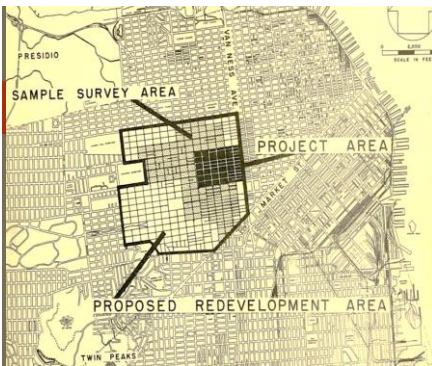 PRESIDIO
VAN NESS AVE.
SCALE IN FEET
SAMPLE SURVEY AREA
PROJECT AREA
MARKET
PROPOSED REDEVELOPMENT AREA
TWIN PEAKS